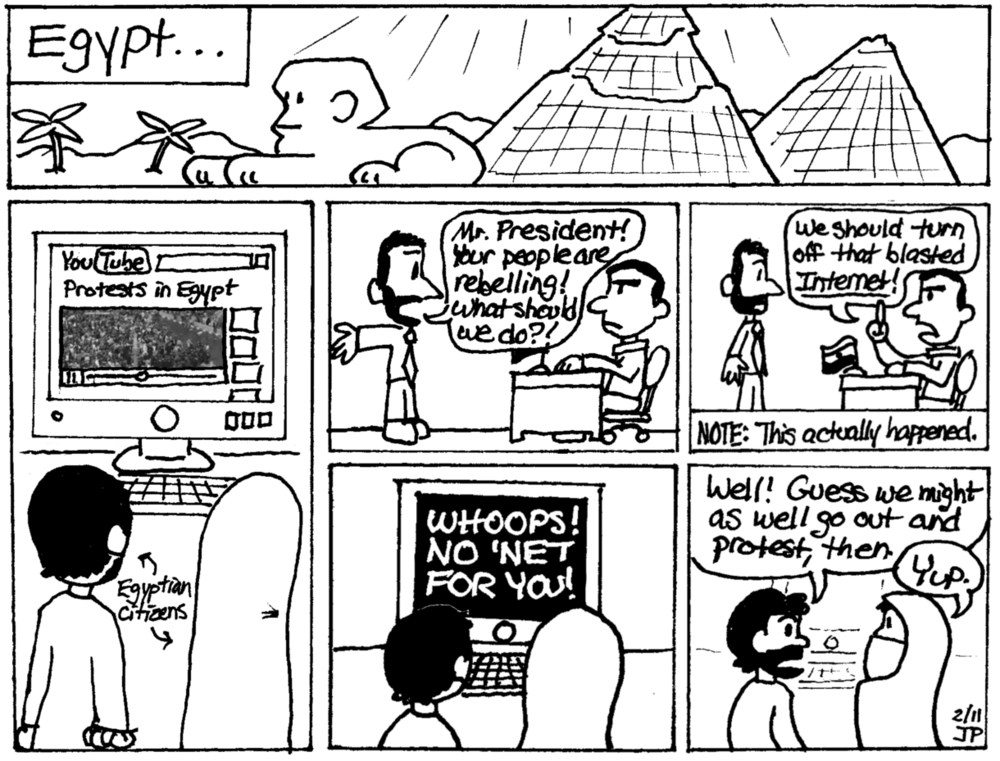 Egypt...
YouTube
Protests in Egypt
Egyptian
Citizens
Mr. President!
Your people are
rebelling!
What should
we do?!
We should turn
off that blasted
Internet!
NOTE: This actually happened.
WHOOPS!
NO 'NET
FOR YOU!
Well! Guess we might
as well go out and
protest, then.
Yup.
2/11
JP